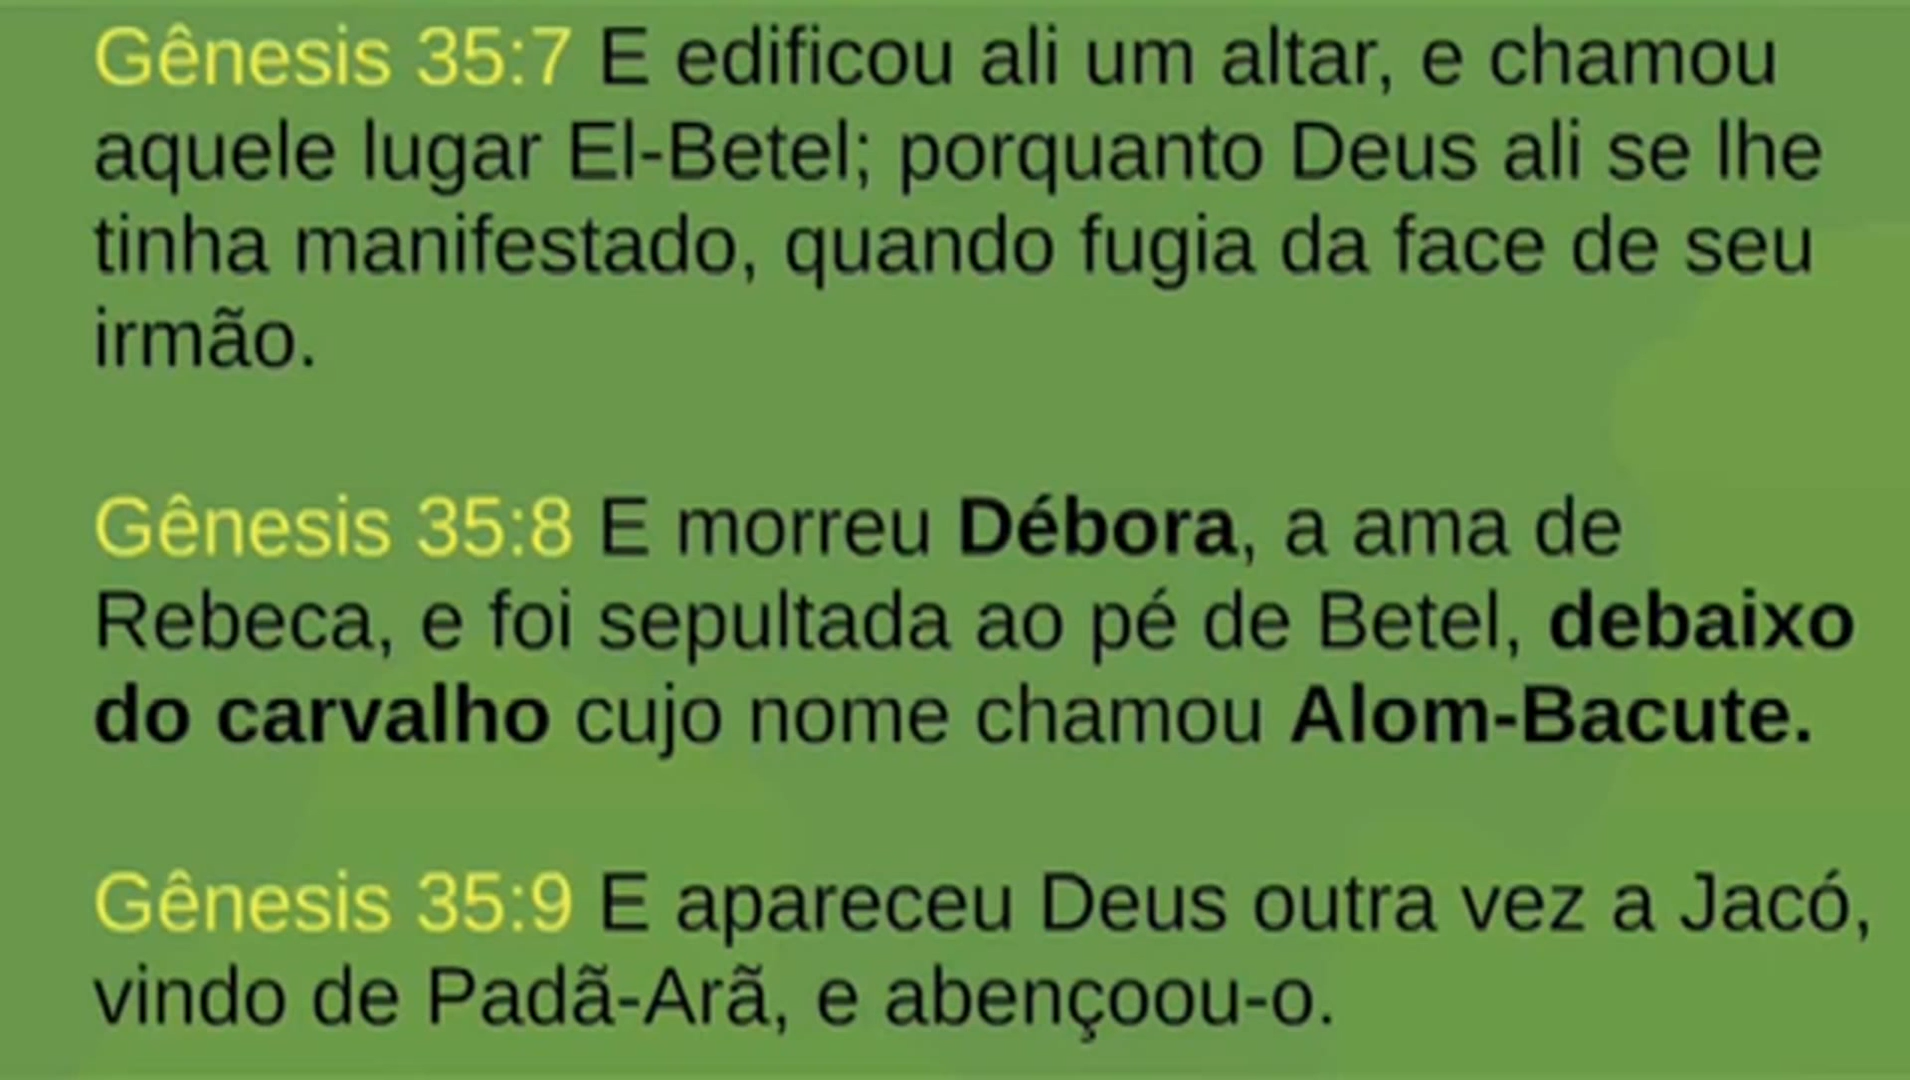 Gênesis 35:7 E edificou ali um altar, e chamou
aquele lugar El-Betel; porquanto Deus ali se lhe
tinha manifestado, quando fugia da face de seu
irmão.
Gênesis 35:8 E morreu Débora, a ama de
Rebeca, e foi sepultada ao pé de Betel, debaixo
do carvalho cujo nome chamou Alom-Bacute.
Gênesis 35:9 E apareceu Deus outra vez a Jacó,
vindo de Padã-Arã, e abençoou-o.